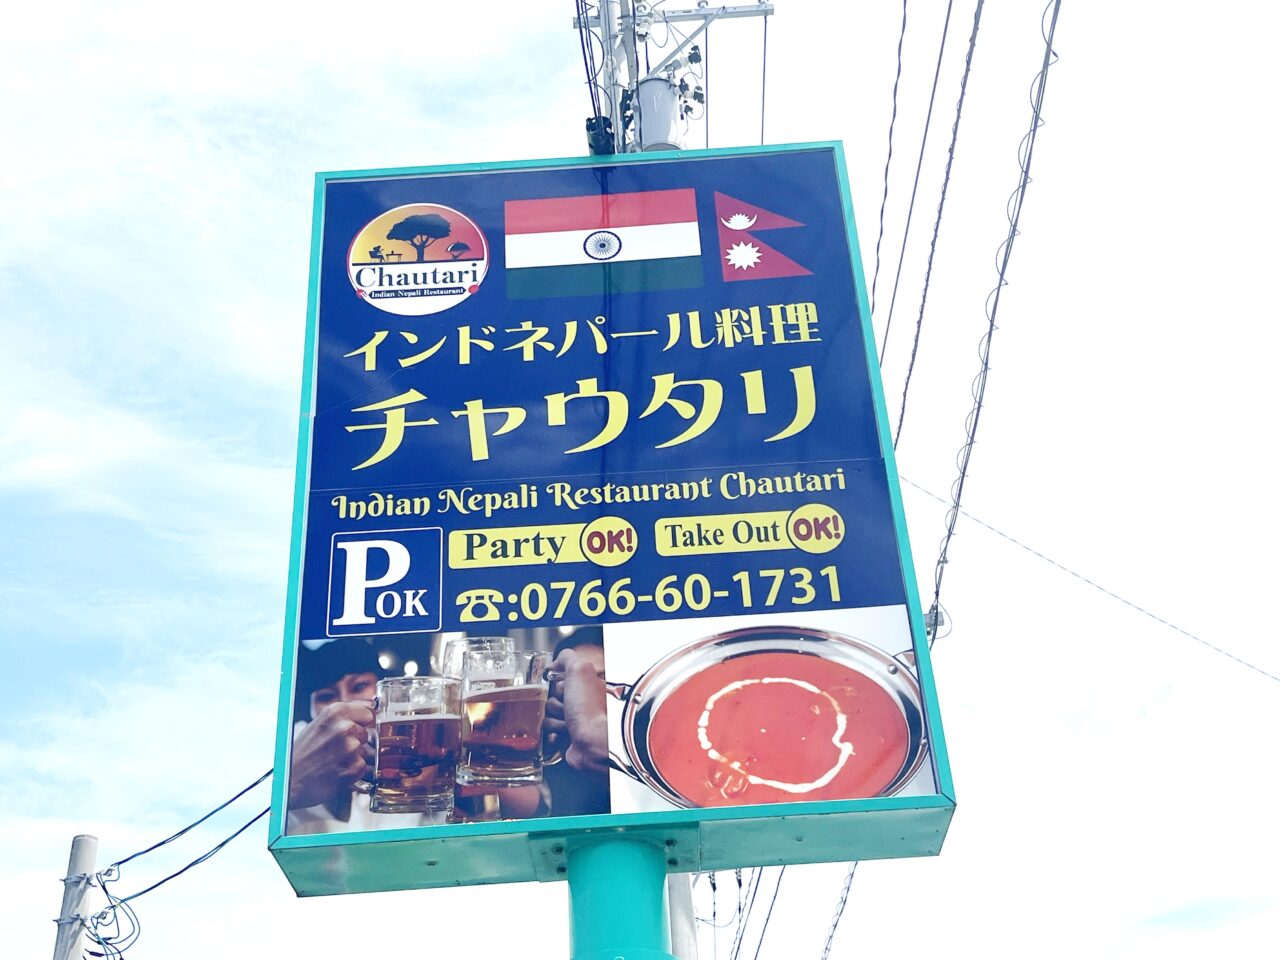 Chautari
Indian Nepali Restaurant
インドネパール料理
チャウタリ
Indian Nepali Restaurant Chautari
P OK
Party OK!
Take Out OK!
☎:0766-60-1731